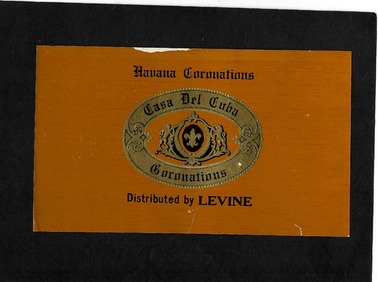 Havana Coronations
Casa Del Cuba
Coronations
Distributed by LEVINE